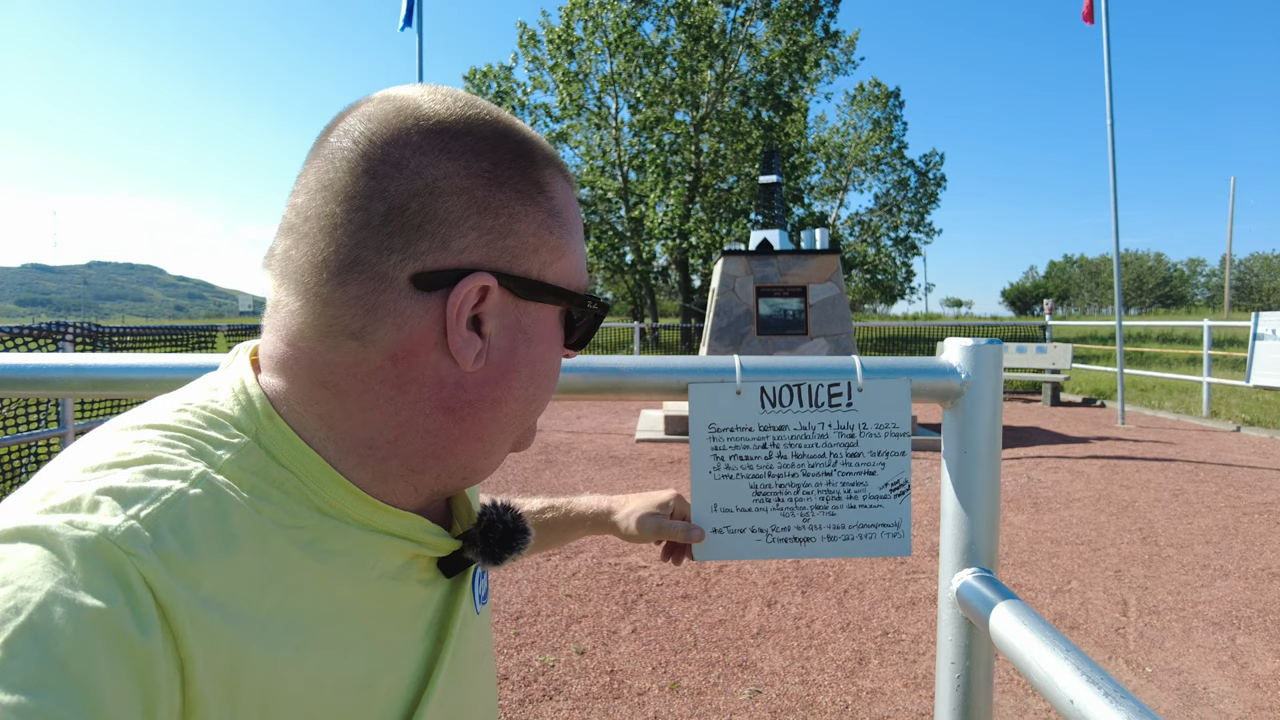 NOTICE!
Sometime between July 7 & July 12, 2022
this monument was vandalized. Three brass plaques
were stolen and the stonework damaged.
The Museum of the Highwood has been taking care
of this site since 2008 on behalf of the amazing
"Little Chicago/Royalties Revisited" committee.
We are heartbroken at this senseless
desecration of our history. We will
make the repairs & replace the plaques
If you have any information, please call the museum
403-652-7156
or
the Turner Valley RCMP 403-933-4262 or (anonymously)
- Crimestoppers 1-800-222-8477 (TIPS)